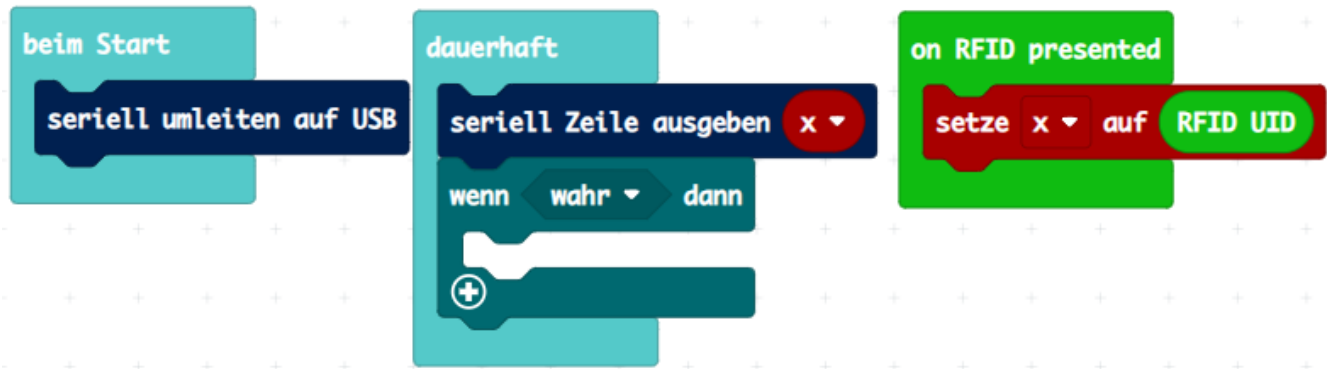 beim Start
seriell umleiten auf USB
dauerhaft
seriell Zeile ausgeben x
wenn wahr dann
on RFID presented
setze x auf RFID UID